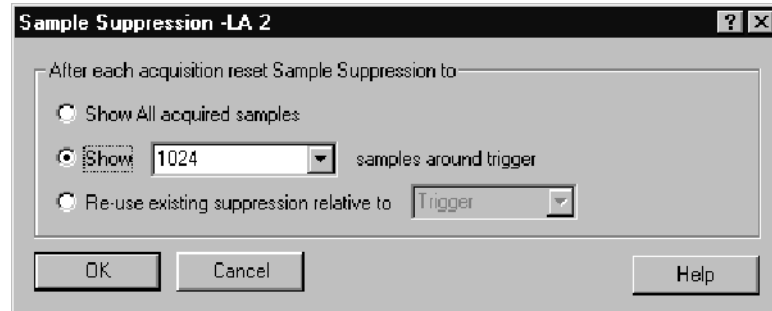 Sample Suppression -LA 2
After each acquisition reset Sample Suppression to
Show All acquired samples
Show 1024 samples around trigger
Re-use existing suppression relative to Trigger
OK Cancel Help